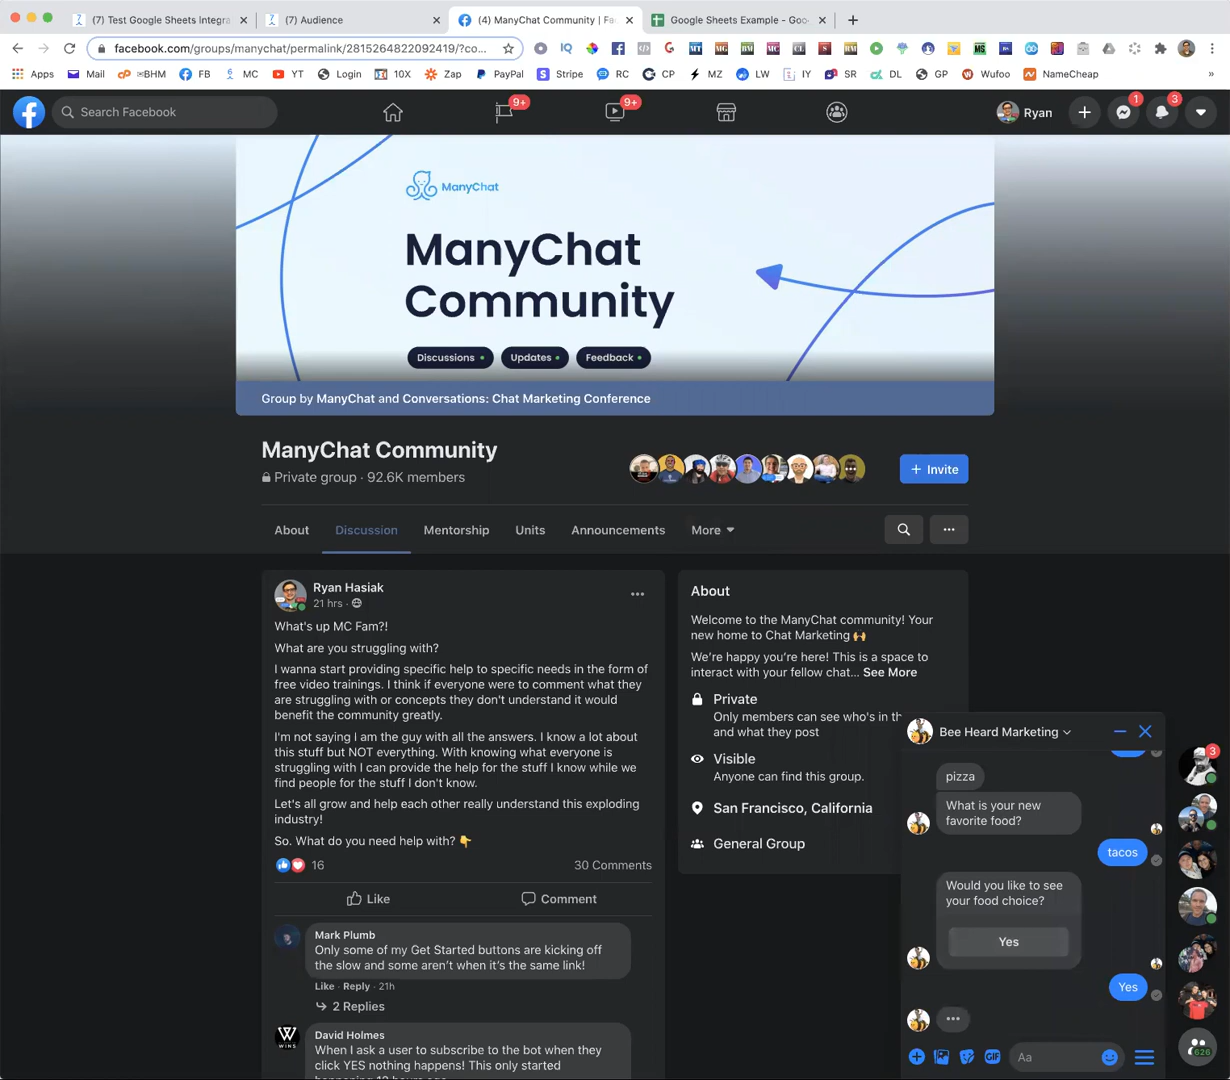 (7) Test Google Sheets Integra
(7) Audience
(4) ManyChat Community | Fa
Google Sheets Example - Goo
facebook.com/groups/manychat/permalink/2815264822092419/?co...
Apps
Mail
BHM
FB
MC
YT
Login
10X
Zap
PayPal
Stripe
RC
CP
MZ
LW
IY
SR
DL
GP
Wufoo
NameCheap
»
Search Facebook
9+
9+
Ryan
1
3
ManyChat
ManyChat
Community
Discussions
Updates
Feedback
Group by ManyChat and Conversations: Chat Marketing Conference
ManyChat Community
Private group · 92.6K members
+ Invite
About
Discussion
Mentorship
Units
Announcements
More
Ryan Hasiak
21 hrs ·
What's up MC Fam?!
What are you struggling with?
I wanna start providing specific help to specific needs in the form of
free video trainings. I think if everyone were to comment what they
are struggling with or concepts they don't understand it would
benefit the community greatly.
I'm not saying I am the guy with all the answers. I know a lot about
this stuff but NOT everything. With knowing what everyone is
struggling with I can provide the help for the stuff I know while we
find people for the stuff I don't know.
Let's all grow and help each other really understand this exploding
industry!
So. What do you need help with? 👇
16
30 Comments
Like
Comment
Mark Plumb
Only some of my Get Started buttons are kicking off
the slow and some aren't when it's the same link!
Like · Reply · 21h
2 Replies
WINS
David Holmes
When I ask a user to subscribe to the bot when they
click YES nothing happens! This only started
About
Welcome to the ManyChat community! Your
new home to Chat Marketing 🙌
We're happy you're here! This is a space to
interact with your fellow chat... See More
Private
Only members can see who's in th
and what they post
Visible
Anyone can find this group.
San Francisco, California
General Group
Bee Heard Marketing
pizza
What is your new
favorite food?
tacos
Would you like to see
your food choice?
Yes
Yes
GIF
Aa
3
626